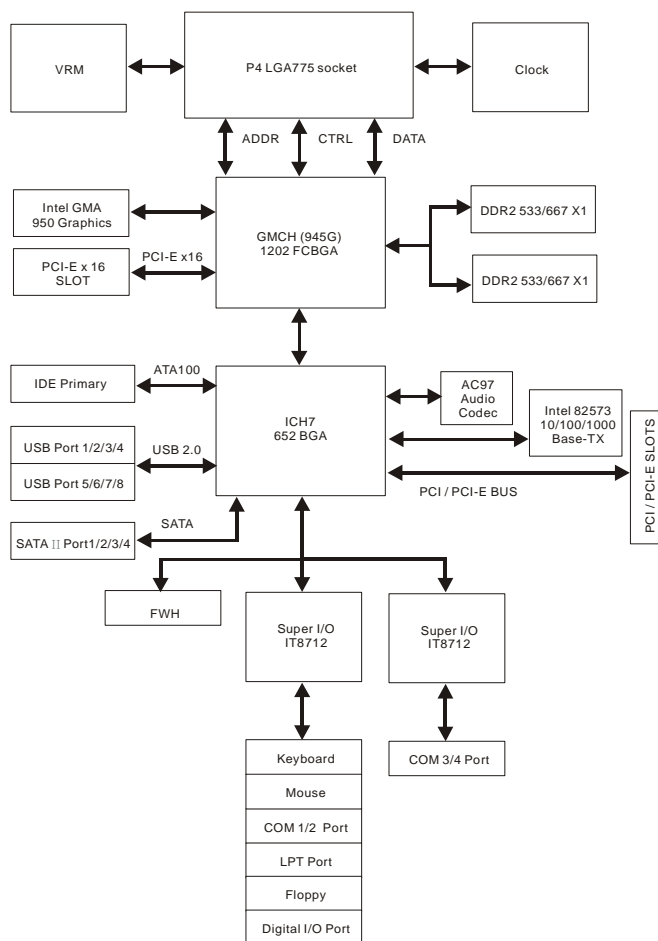 VRM
P4 LGA775 socket
Clock
ADDR
CTRL
DATA
Intel GMA
950 Graphics
GMCH (945G)
1202 FCBGA
DDR2 533/667 X1
PCI-E x 16
SLOT
PCI-E x16
DDR2 533/667 X1
IDE Primary
ATA100
ICH7
652 BGA
AC97
Audio
Codec
Intel 82573
10/100/1000
Base-TX
PCI / PCI-E SLOTS
USB Port 1/2/3/4
USB 2.0
USB Port 5/6/7/8
PCI / PCI-E BUS
SATA
SATA II Port1/2/3/4
FWH
Super I/O
IT8712
Super I/O
IT8712
Keyboard
Mouse
COM 1/2 Port
LPT Port
Floppy
Digital I/O Port
COM 3/4 Port